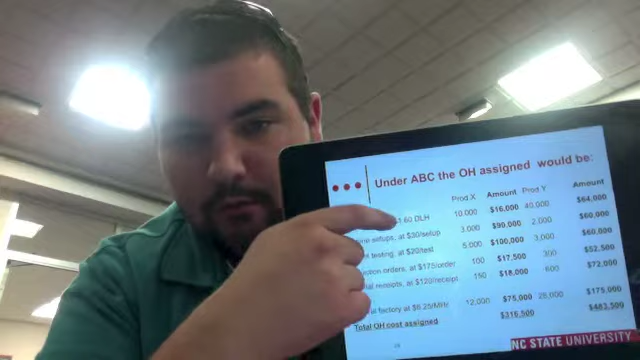 Under ABC the OH assigned would be:
Prod X Amount Prod Y Amount
$1.60 DLH 10,000 $16,000 40,000 $64,000
setups, at $30/setup 3,000 $90,000 2,000 $60,000
testing, at $20/test 5,000 $100,000 3,000 $60,000
orders, at $175/order 100 $17,500 300 $52,500
receipts, at $120/receipt 150 $18,000 600 $72,000
factory at $6.25/MHr 12,000 $75,000 28,000 $175,000
Total OH cost assigned $316,500 $483,500
NC STATE UNIVERSITY